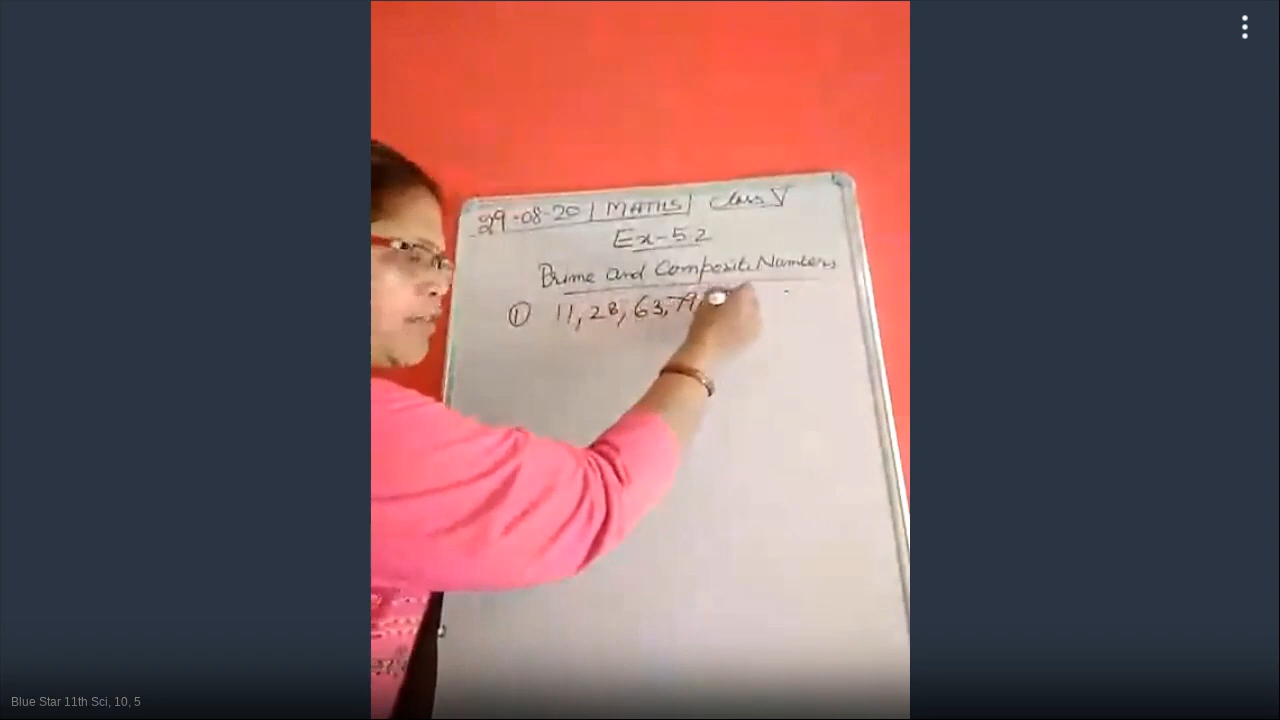 29-08-20 | MATHS | Class V
Ex-5.2
Prime and Composite Numbers
① 11, 28, 63, 79,
Blue Star 11th Sci, 10, 5